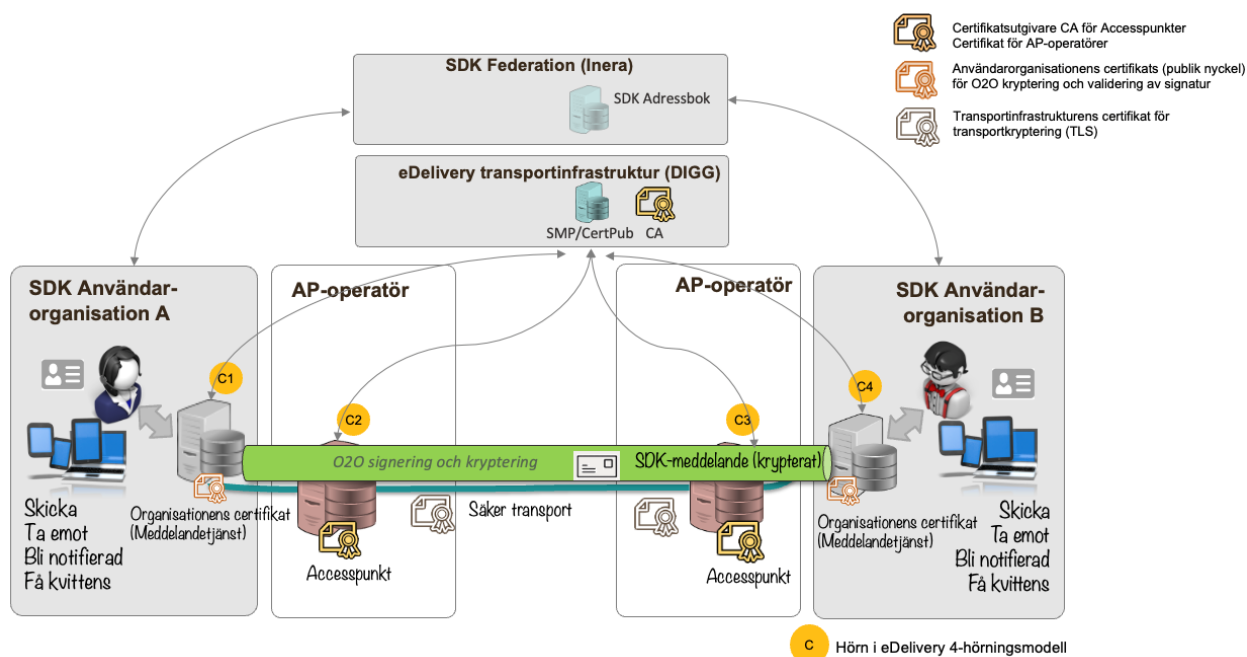 Certifikatsutgivare CA för Accesspunkter
Certifikat för AP-operatörer
Användarorganisationens certifikats (publik nyckel)
för O2O kryptering och validering av signatur
Transportinfrastrukturens certifikat för
transportkryptering (TLS)
SDK Federation (Inera)
SDK Adressbok
eDelivery transportinfrastruktur (DIGG)
SMP/CertPub
CA
SDK Användar-
organisation A
AP-operatör
AP-operatör
SDK Användar-
organisation B
C1
C2
C3
C4
O2O signering och kryptering
SDK-meddelande (krypterat)
Skicka
Ta emot
Bli notifierad
Få kvittens
Organisationens certifikat
(Meddelandetjänst)
Säker transport
Accesspunkt
Accesspunkt
Organisationens certifikat
(Meddelandetjänst)
Skicka
Ta emot
Bli notifierad
Få kvittens
C
Hörn i eDelivery 4-hörningsmodell